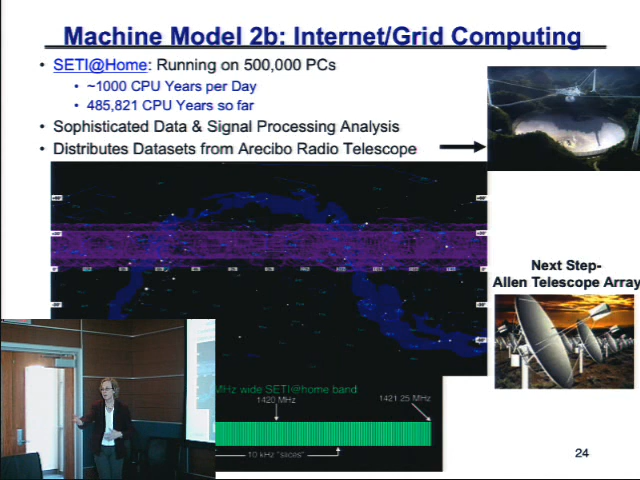 Machine Model 2b: Internet/Grid Computing
• SETI@Home: Running on 500,000 PCs
• ~1000 CPU Years per Day
• 485,821 CPU Years so far
• Sophisticated Data & Signal Processing Analysis
• Distributes Datasets from Arecibo Radio Telescope
Next Step-
Allen Telescope Array
MHz wide SETI@home band
1420 MHz
1421.25 MHz
10 kHz "slices"
24